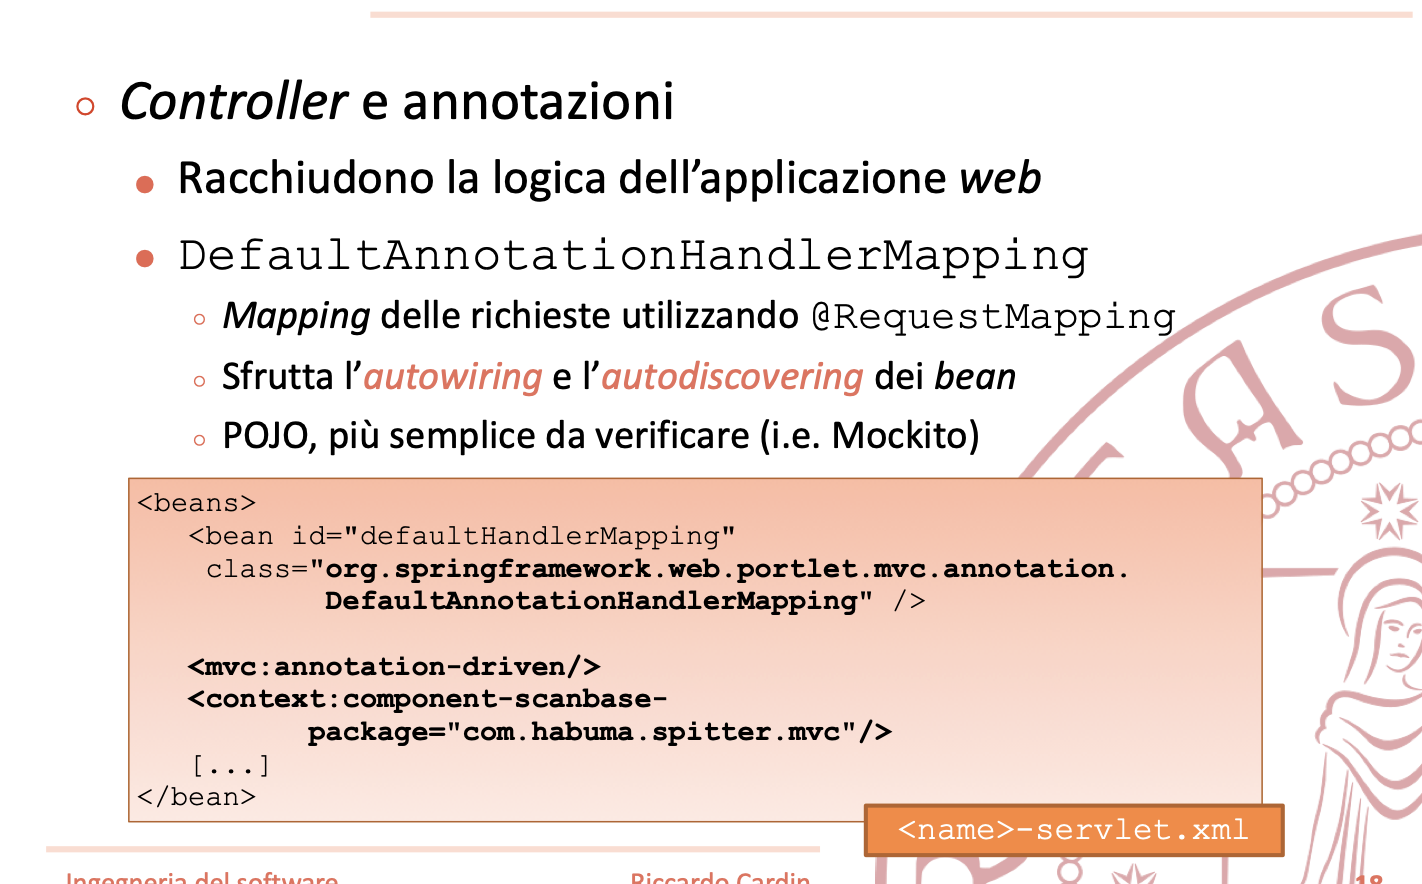 Controller e annotazioni
Racchiudono la logica dell’applicazione web
DefaultAnnotationHandlerMapping
Mapping delle richieste utilizzando @RequestMapping
Sfrutta l’autowiring e l’autodiscovering dei bean
POJO, più semplice da verificare (i.e. Mockito)
<beans>
<bean id="defaultHandlerMapping"
class="org.springframework.web.portlet.mvc.annotation.
DefaultAnnotationHandlerMapping" />
<mvc:annotation-driven/>
<context:component-scanbase-
package="com.habuma.spitter.mvc"/>
[...]
</bean>
<name>-servlet.xml
Ingegneria del software
Riccardo Cardin
18